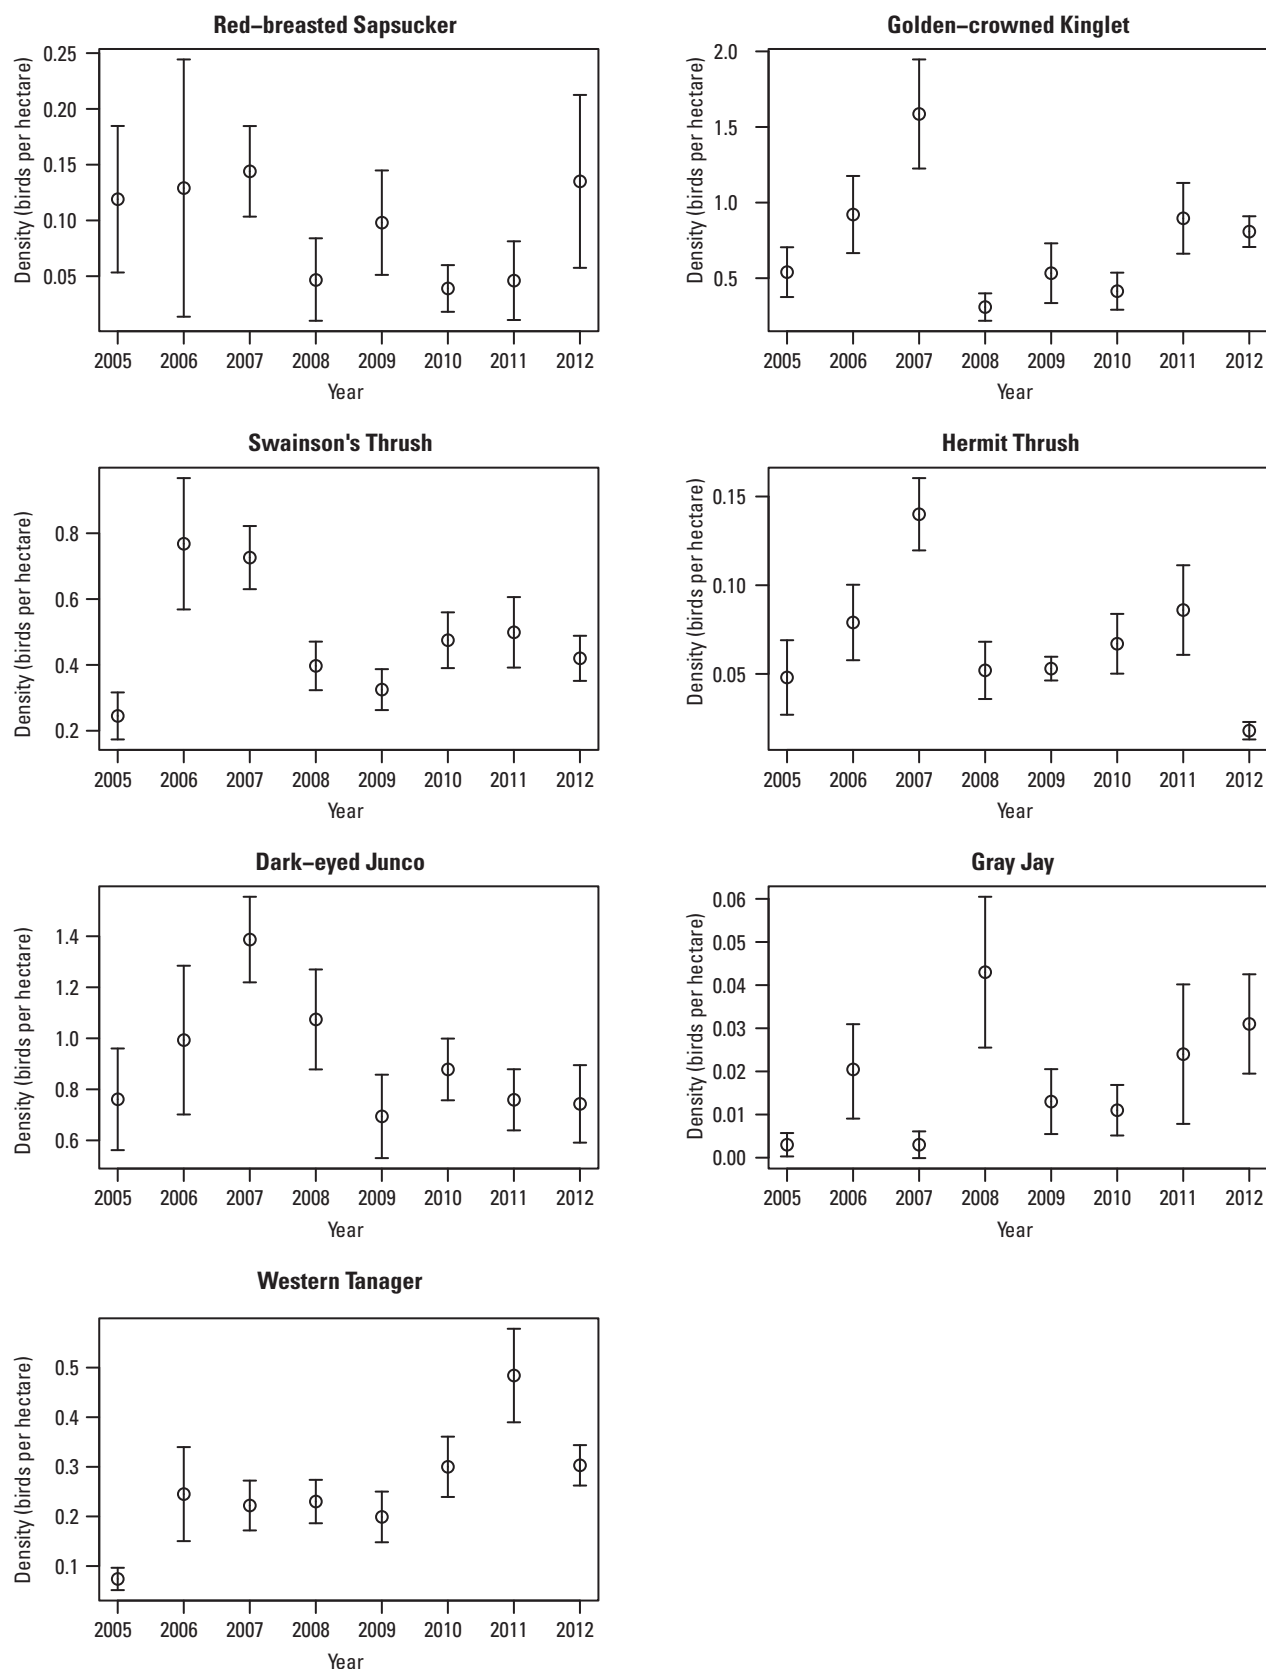 Red–breasted Sapsucker
Density (birds per hectare)
0.25
0.20
0.15
0.10
0.05
2005 2006 2007 2008 2009 2010 2011 2012
Year
Golden–crowned Kinglet
Density (birds per hectare)
2.0
1.5
1.0
0.5
2005 2006 2007 2008 2009 2010 2011 2012
Year
Swainson's Thrush
Density (birds per hectare)
0.8
0.6
0.4
0.2
2005 2006 2007 2008 2009 2010 2011 2012
Year
Hermit Thrush
Density (birds per hectare)
0.15
0.10
0.05
2005 2006 2007 2008 2009 2010 2011 2012
Year
Dark–eyed Junco
Density (birds per hectare)
1.4
1.2
1.0
0.8
0.6
2005 2006 2007 2008 2009 2010 2011 2012
Year
Gray Jay
Density (birds per hectare)
0.06
0.05
0.04
0.03
0.02
0.01
0.00
2005 2006 2007 2008 2009 2010 2011 2012
Year
Western Tanager
Density (birds per hectare)
0.5
0.4
0.3
0.2
0.1
2005 2006 2007 2008 2009 2010 2011 2012
Year